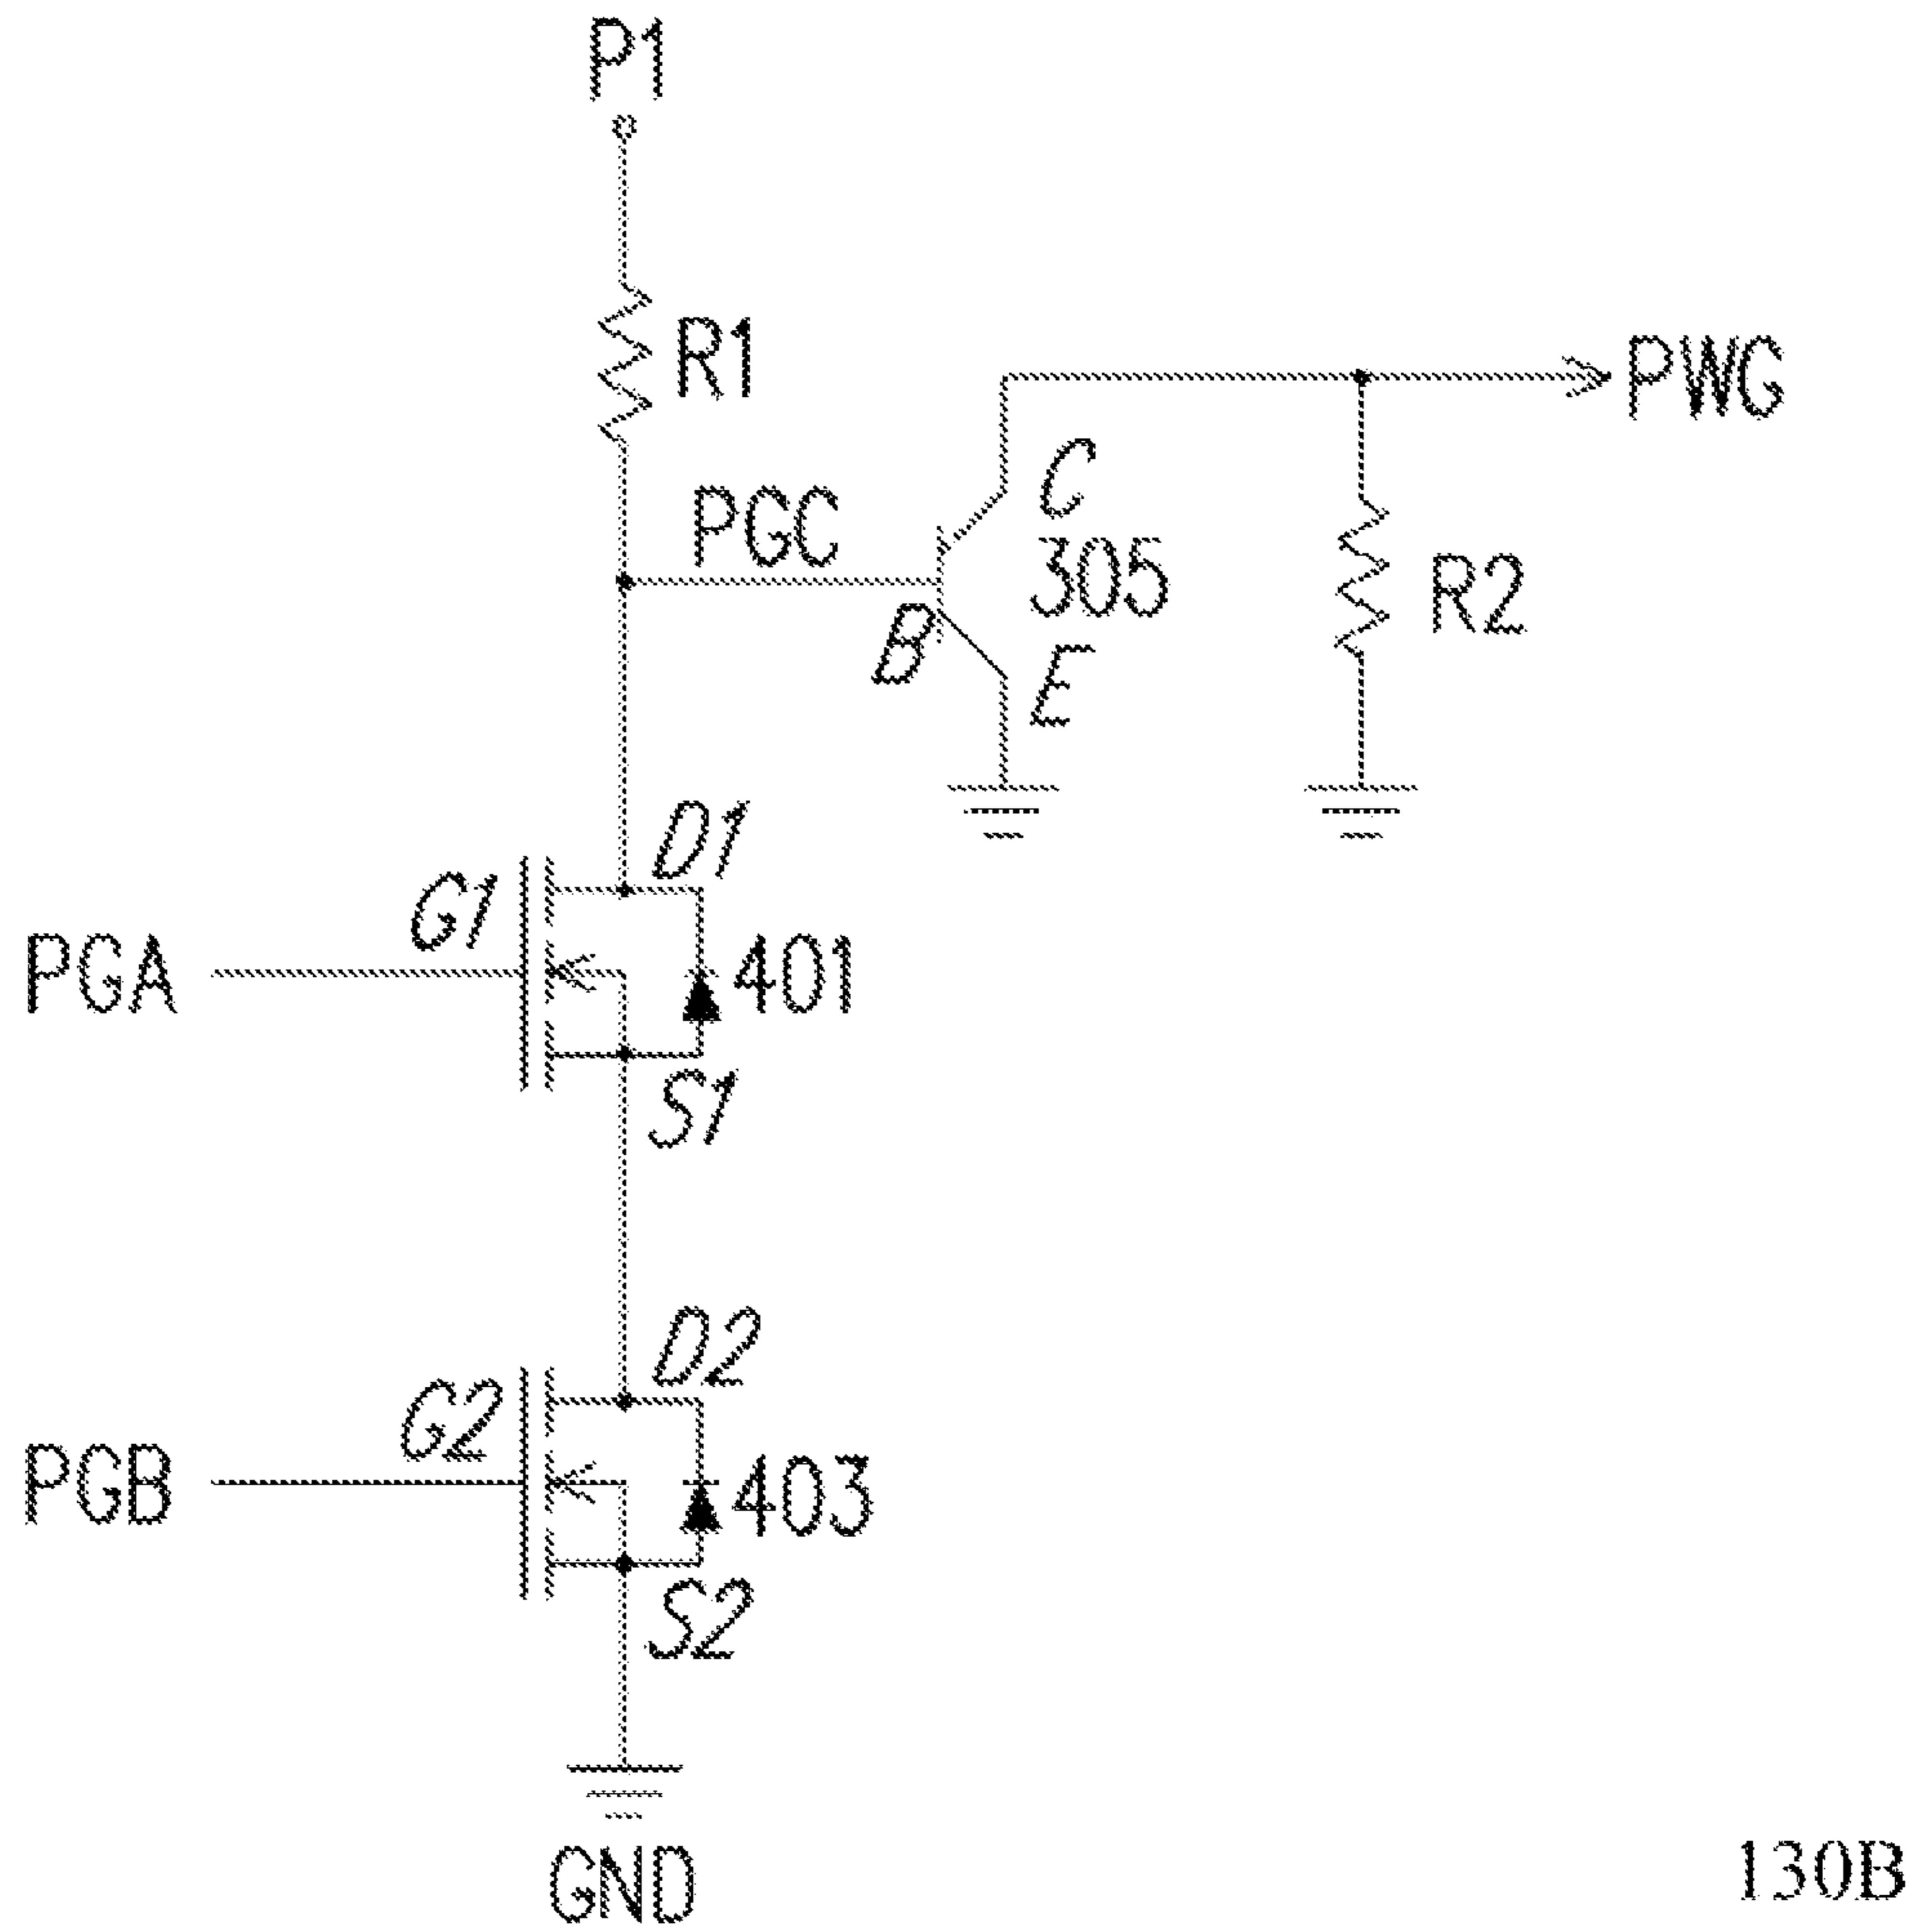 P1
R1
PWG
C
PGC
305
R2
B
E
D1
G1
PGA
401
S1
D2
G2
PGB
403
S2
GND
130B